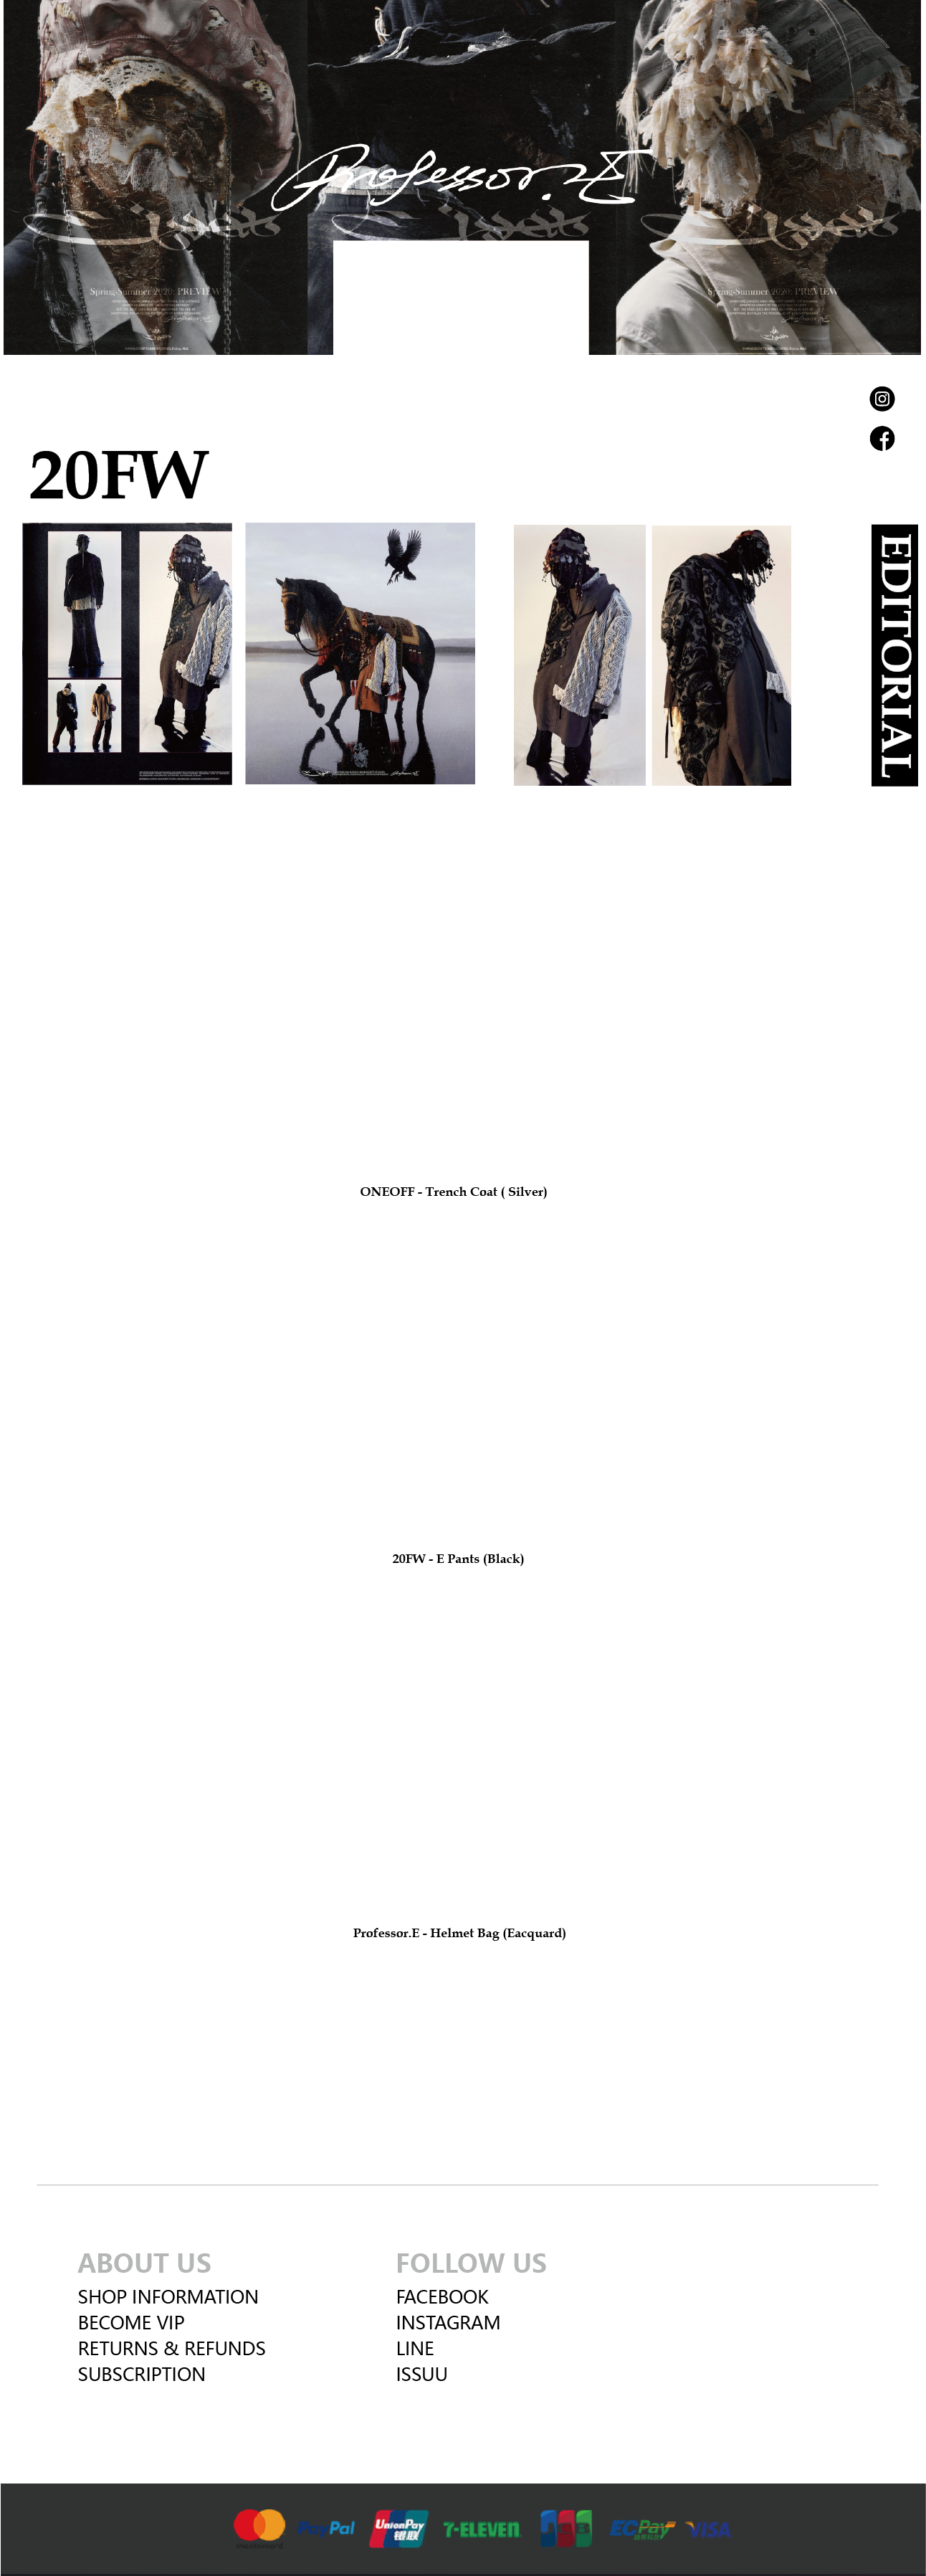 Professor.E
Spring-Summer 2020: PREVIEW
Spring-Summer 2020: PREVIEW
20FW
EDITORIAL
ONEOFF - Trench Coat ( Silver)
20FW - E Pants (Black)
Professor.E - Helmet Bag (Eacquard)
ABOUT US
SHOP INFORMATION
BECOME VIP
RETURNS & REFUNDS
SUBSCRIPTION
FOLLOW US
FACEBOOK
INSTAGRAM
LINE
ISSUU
mastercard PayPal UnionPay 银联 7-ELEVEN JCB ECPay VISA